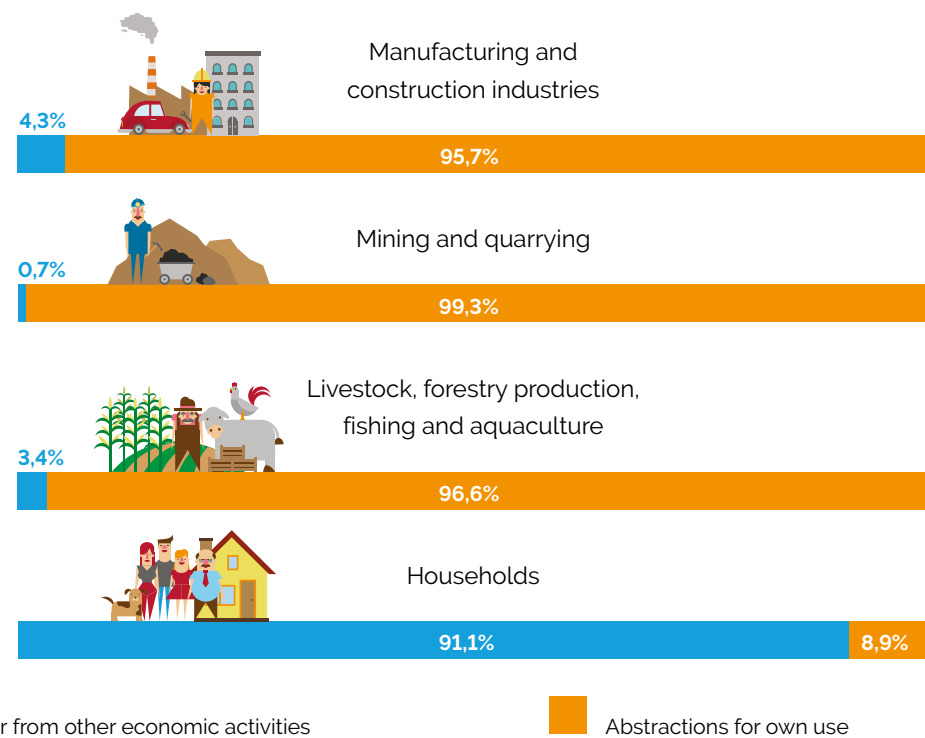 Manufacturing and
construction industries
4,3%
95,7%
Mining and quarrying
0,7%
99,3%
Livestock, forestry production,
fishing and aquaculture
3,4%
96,6%
Households
91,1%
8,9%
r from other economic activities
Abstractions for own use